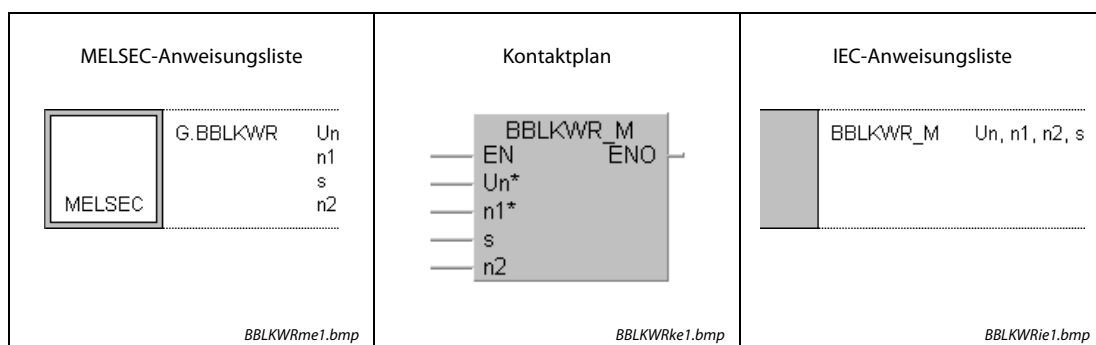 MELSEC-Anweisungsliste
MELSEC
G.BBLKWR Un
n1
s
n2
BBLKWRme1.bmp
Kontaktplan
BBLKWR_M
EN ENO
Un*
n1*
s
n2
BBLKWRke1.bmp
IEC-Anweisungsliste
BBLKWR_M Un, n1, n2, s
BBLKWRie1.bmp